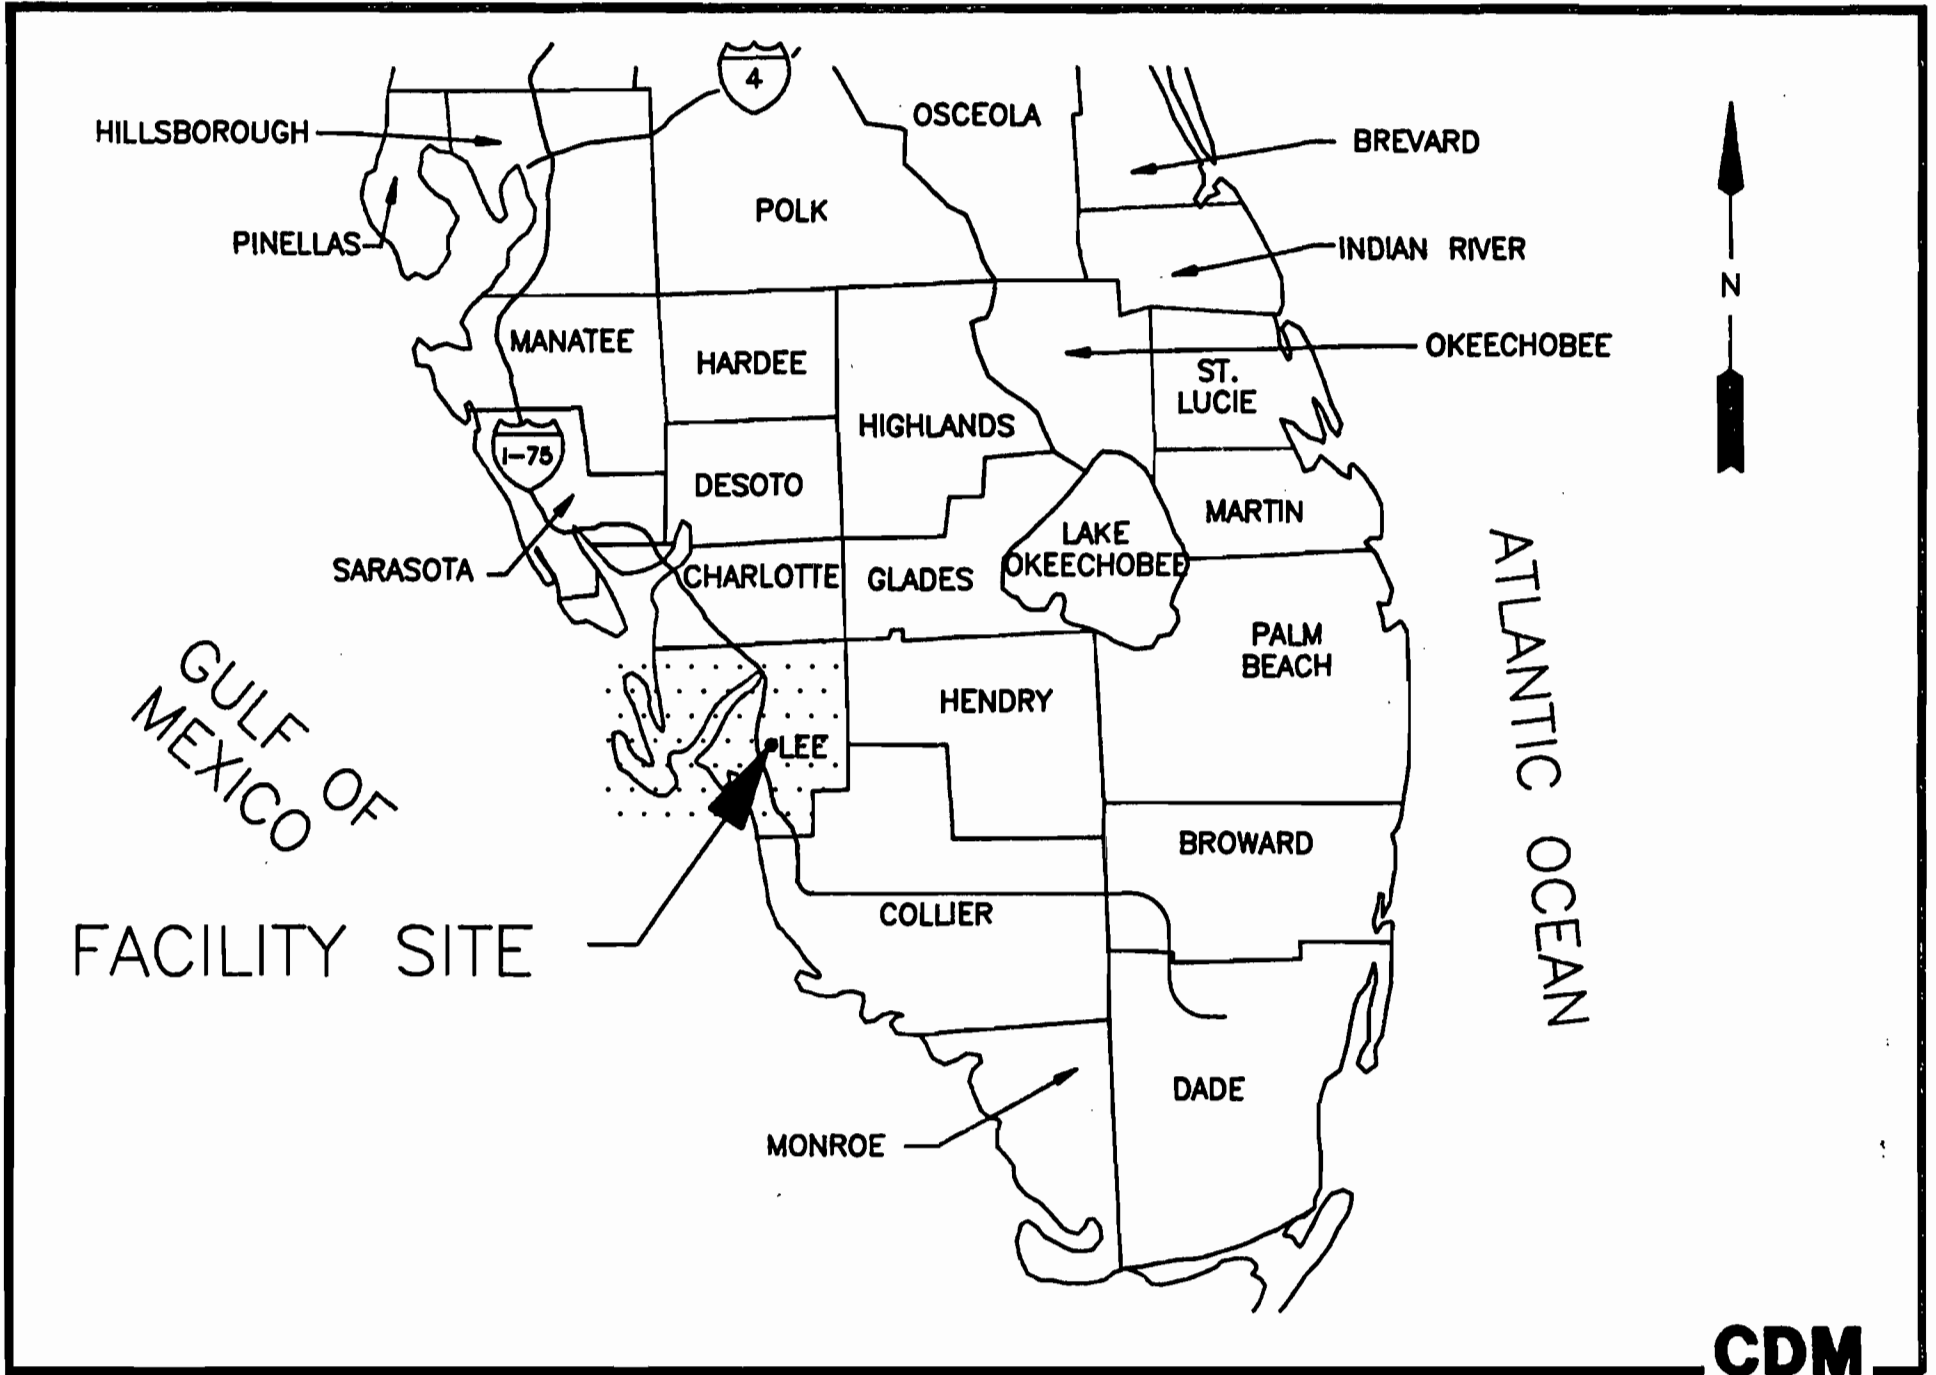 4
OSCEOLA
HILLSBOROUGH
BREVARD
POLK
PINELLAS
INDIAN RIVER
N
MANATEE
HARDEE
OKEECHOBEE
ST.
LUCIE
HIGHLANDS
I-75
DESOTO
MARTIN
LAKE
OKEECHOBEE
SARASOTA
CHARLOTTE
GLADES
ATLANTIC OCEAN
PALM
BEACH
GULF OF
MEXICO
HENDRY
LEE
BROWARD
COLLIER
FACILITY SITE
DADE
MONROE
CDM